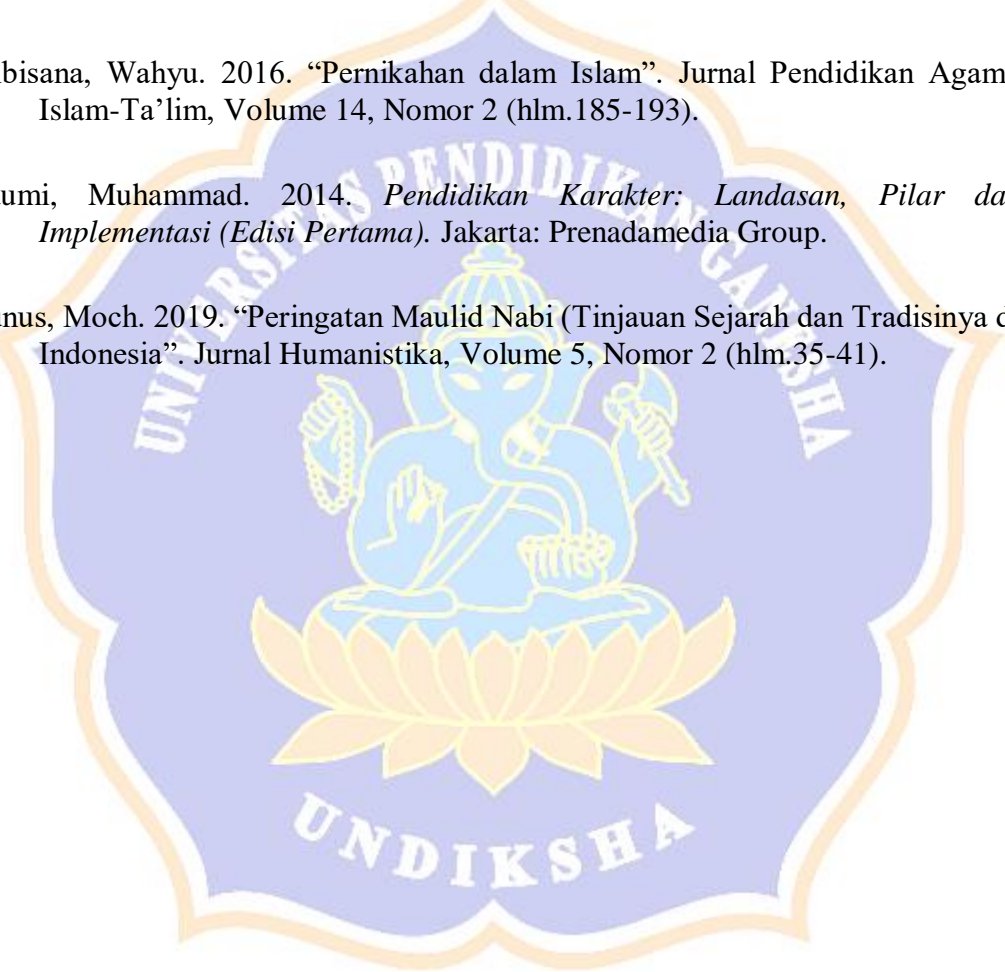 bisana, Wahyu. 2016. “Pernikahan dalam Islam”. Jurnal Pendidikan Agam
Islam-Ta’lim, Volume 14, Nomor 2 (hlm.185-193).
umi, Muhammad. 2014. Pendidikan Karakter: Landasan, Pilar da
Implementasi (Edisi Pertama). Jakarta: Prenadamedia Group.
nus, Moch. 2019. “Peringatan Maulid Nabi (Tinjauan Sejarah dan Tradisinya d
Indonesia”. Jurnal Humanistika, Volume 5, Nomor 2 (hlm.35-41).
UNIVERSITAS PENDIDIKAN GANESHA
UNDIKSHA